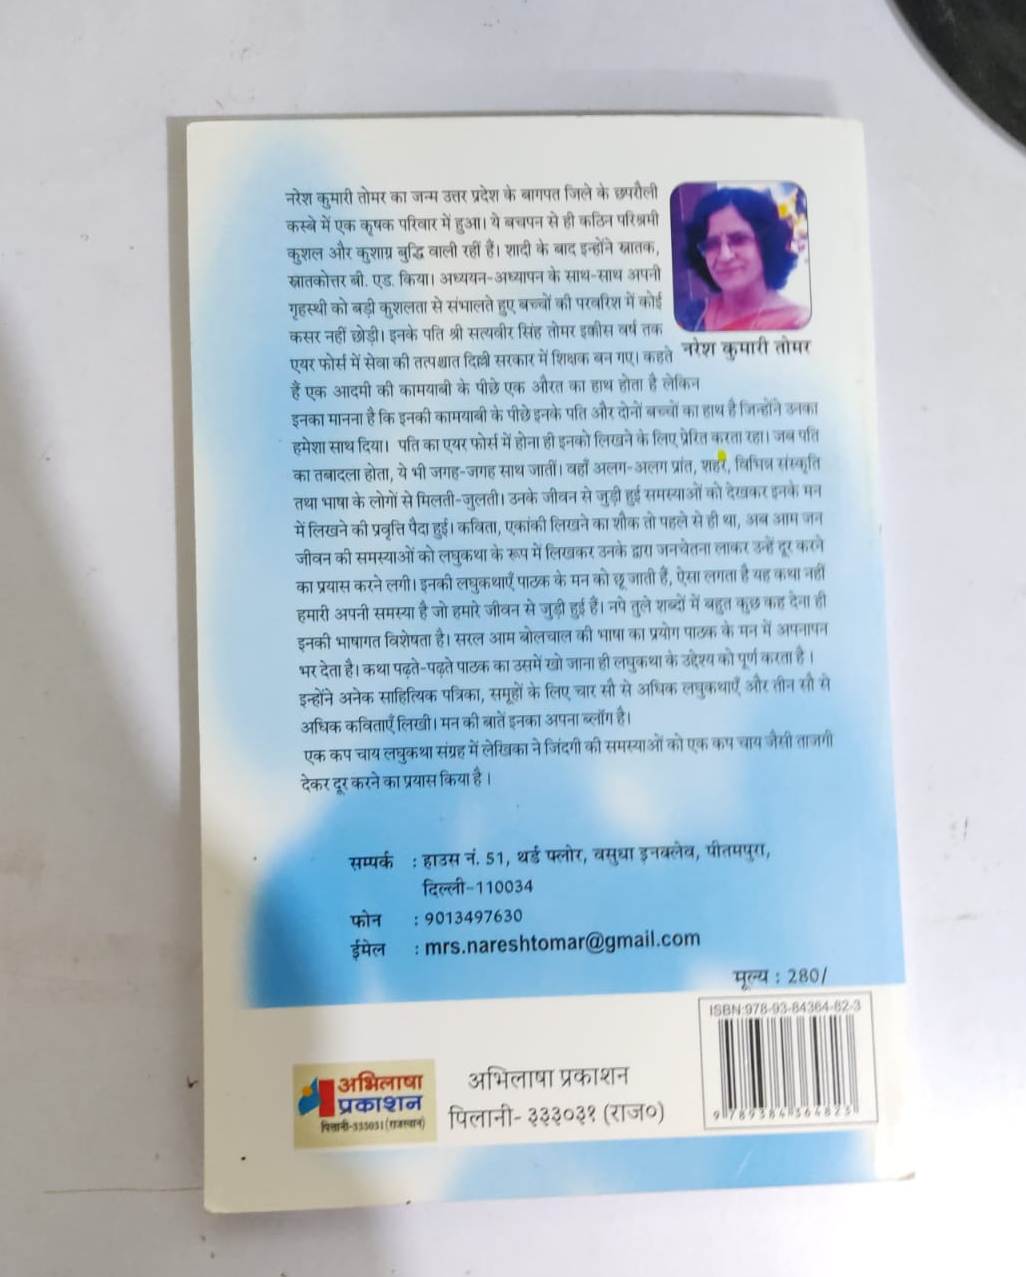 नरेश कुमारी तोमर का जन्म उत्तर प्रदेश के बागपत जिले के छपरौली
कस्बे में एक कृषक परिवार में हुआ। ये बचपन से ही कठिन परिश्रमी
कुशल और कुशाग्र बुद्धि वाली रहीं हैं। शादी के बाद इन्होंने स्नातक,
स्नातकोत्तर बी. एड. किया। अध्ययन-अध्यापन के साथ-साथ अपनी
गृहस्थी को बड़ी कुशलता से संभालते हुए बच्चों की परवरिश में कोई
कसर नहीं छोड़ी। इनके पति श्री सत्यवीर सिंह तोमर इक्कीस वर्ष तक
एयर फोर्स में सेवा की तत्पश्चात दिल्ली सरकार में शिक्षक बन गए। कहते
हैं एक आदमी की कामयाबी के पीछे एक औरत का हाथ होता है लेकिन
नरेश कुमारी तोमर
इनका मानना है कि इनकी कामयाबी के पीछे इनके पति और दोनों बच्चों का हाथ है जिन्होंने उनका
हमेशा साथ दिया। पति का एयर फोर्स में होना ही इनको लिखने के लिए प्रेरित करता रहा। जब पति
का तबादला होता, ये भी जगह-जगह साथ जातीं। वहाँ अलग-अलग प्रांत, शहर, विभिन्न संस्कृति
तथा भाषा के लोगों से मिलती-जुलती। उनके जीवन से जुड़ी हुई समस्याओं को देखकर इनके मन
में लिखने की प्रवृत्ति पैदा हुई। कविता, एकांकी लिखने का शौक तो पहले से ही था, अब आम जन
जीवन की समस्याओं को लघुकथा के रूप में लिखकर उनके द्वारा जनचेतना लाकर उन्हें दूर करने
का प्रयास करने लगी। इनकी लघुकथाएँ पाठक के मन को छू जाती हैं, ऐसा लगता है यह कथा नहीं
हमारी अपनी समस्या है जो हमारे जीवन से जुड़ी हुई हैं। नपे तुले शब्दों में बहुत कुछ कह देना ही
इनकी भाषागत विशेषता है। सरल आम बोलचाल की भाषा का प्रयोग पाठक के मन में अपनापन
भर देता है। कथा पढ़ते-पढ़ते पाठक का उसमें खो जाना ही लघुकथा के उद्देश्य को पूर्ण करता है।
इन्होंने अनेक साहित्यिक पत्रिका, समूहों के लिए चार सौ से अधिक लघुकथाएँ और तीन सौ से
अधिक कविताएँ लिखी। मन की बातें इनका अपना ब्लॉग है।
एक कप चाय लघुकथा संग्रह में लेखिका ने जिंदगी की समस्याओं को एक कप चाय जैसी ताजगी
देकर दूर करने का प्रयास किया है।
सम्पर्क : हाउस नं. 51, थर्ड फ्लोर, वसुधा इनक्लेव, पीतमपुरा,
दिल्ली-110034
फोन : 9013497630
ईमेल : mrs.nareshtomar@gmail.com
मूल्य : 280/
ISBN:978-93-84364-82-3
9 789384 364823
अभिलाषा
प्रकाशन
पिलानी-333031 (राजस्थान)
अभिलाषा प्रकाशन
पिलानी- ३३३०३१ (राज०)